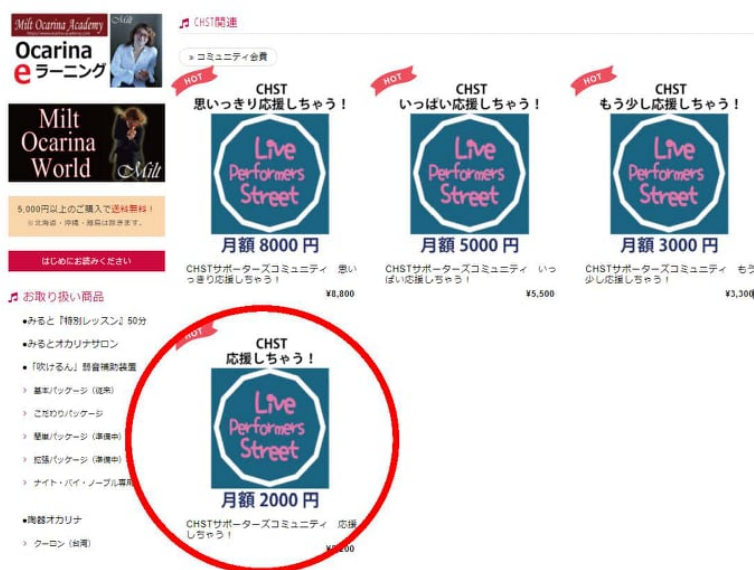 Milt Ocarina Academy
Milt
Ocarina
eラーニング
Milt
Ocarina
World
Milt
5,000円以上のご購入で送料無料！
※北海道・沖縄・離島は除きます。
はじめにお読みください
お取り扱い商品
●みると『特別レッスン』50分
●みるとオカリナサロン
●「吹けるん」弱音補助装置
> 基本パッケージ（従来）
> こだわりパッケージ
> 簡単パッケージ（準備中）
> 拡張パッケージ（準備中）
> ナイト・バイ・ノーブル専用
●陶器オカリナ
> クーロン（台湾）
CHST関連
» コミュニティ会費
HOT
CHST
思いっきり応援しちゃう！
Live
Performers
Street
月額 8000 円
CHSTサポーターズコミュニティ　思い
っきり応援しちゃう！
¥8,800
HOT
CHST
いっぱい応援しちゃう！
Live
Performers
Street
月額 5000 円
CHSTサポーターズコミュニティ　いっ
ぱい応援しちゃう！
¥5,500
HOT
CHST
もう少し応援しちゃう！
Live
Performers
Street
月額 3000 円
CHSTサポーターズコミュニティ　もう
少し応援しちゃう！
¥3,300
HOT
CHST
応援しちゃう！
Live
Performers
Street
月額 2000 円
CHSTサポーターズコミュニティ　応援
しちゃう！